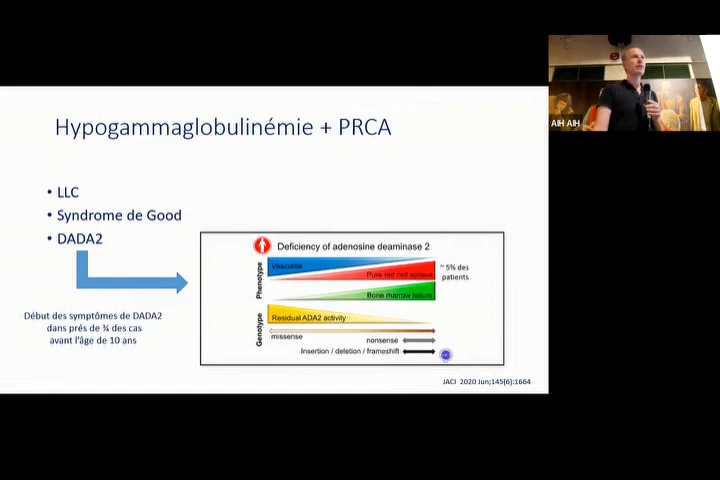 Hypogammaglobulinémie + PRCA
AIH AIH
• LLC
• Syndrome de Good
• DADA2
Deficiency of adenosine deaminase 2
Phenotype
Vasculitis
Pure red cell aplasia
Bone marrow failure
~ 5% des
patients
Début des symptômes de DADA2
dans prés de ¾ des cas
avant l'âge de 10 ans
Genotype
Residual ADA2 activity
missense
nonsense
Insertion / deletion / frameshift
JACI 2020 Jun;145(6):1664